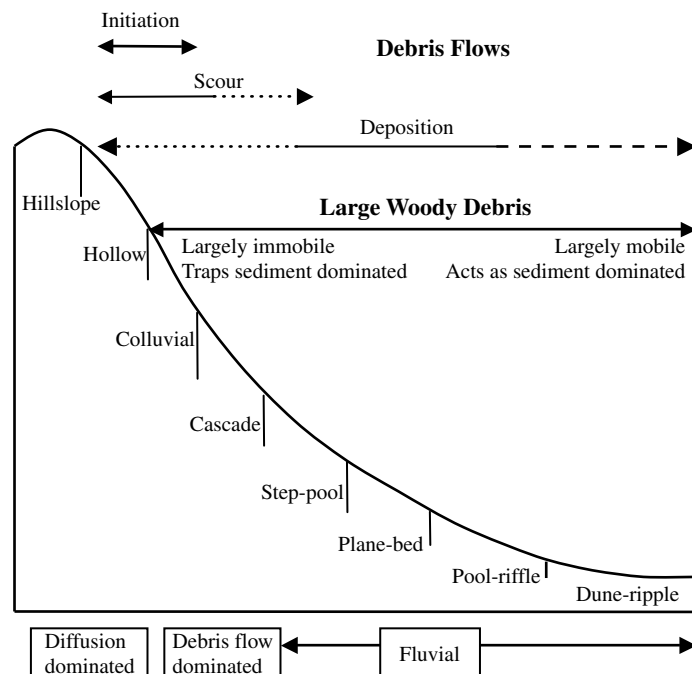 Initiation
Debris Flows
Scour
Deposition
Hillslope
Large Woody Debris
Hollow
Largely immobile
Traps sediment dominated
Largely mobile
Acts as sediment dominated
Colluvial
Cascade
Step-pool
Plane-bed
Pool-riffle
Dune-ripple
Diffusion
dominated
Debris flow
dominated
Fluvial